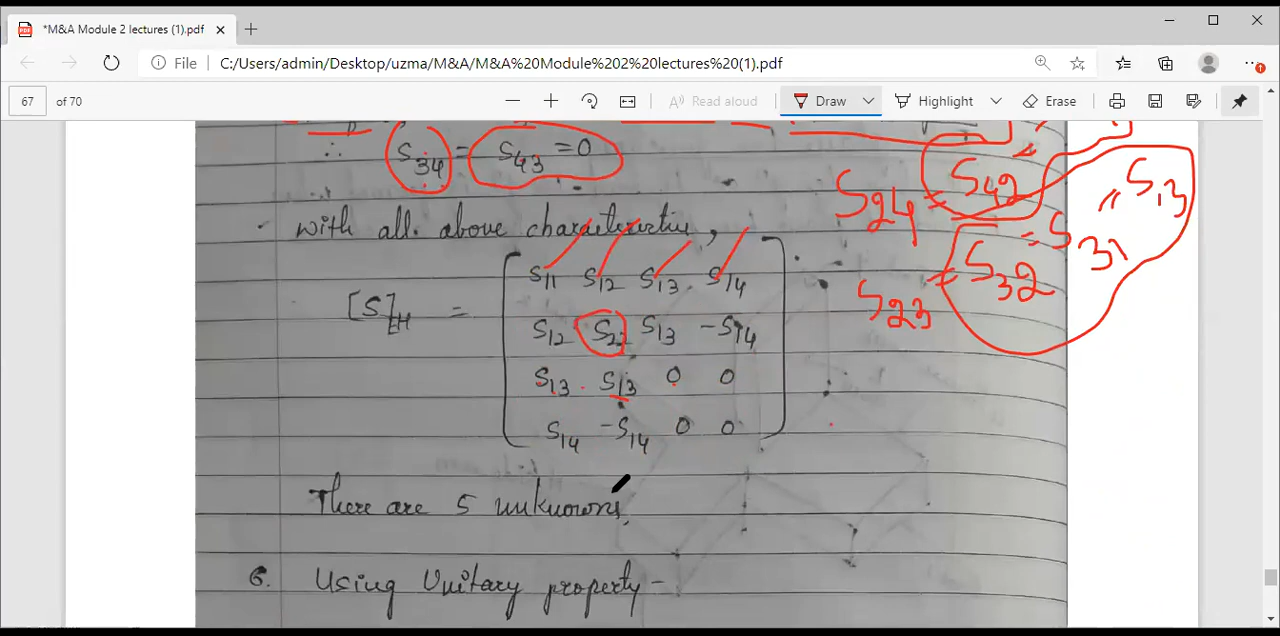 *M&A Module 2 lectures (1).pdf
File C:/Users/admin/Desktop/uzma/M&A/M&A%20Module%202%20lectures%20(1).pdf
67 of 70 Read aloud Draw Highlight Erase
∴ S34 = S43 = 0
S24 = S42
= S13
with all above characteristic,
= S31
S23 = S32
S11 S12 S13 S14
[S]EH =
S12 S22 S13 -S14
S13 S13 0 0
S14 -S14 0 0
There are 5 unknowns,
6. Using Unitary property-